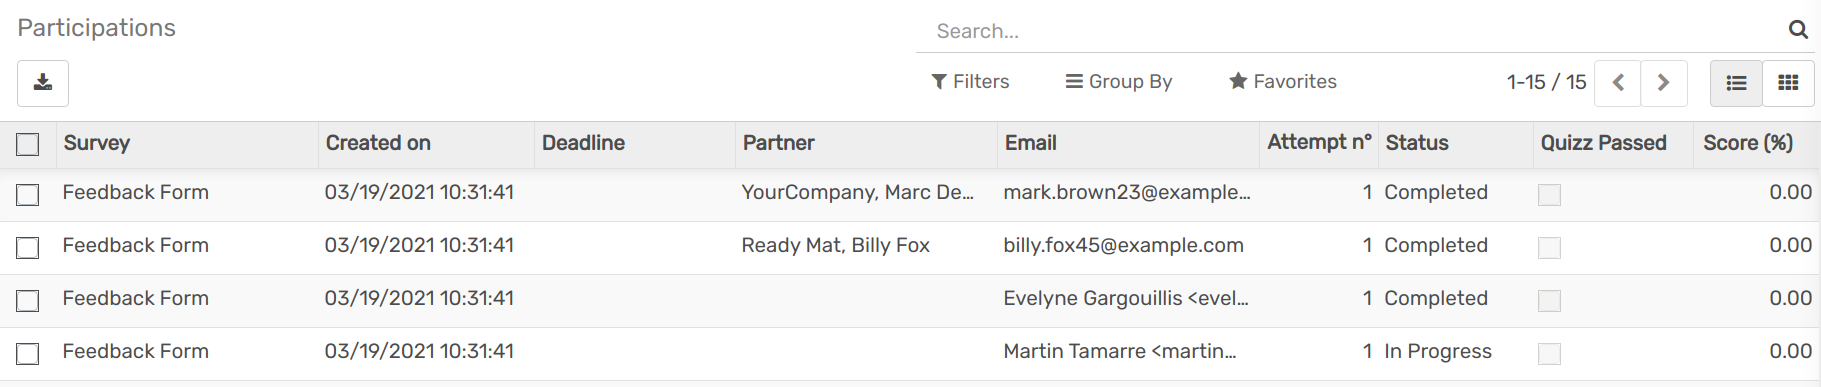 Participations
Search...
Filters Group By Favorites 1-15 / 15
Survey Created on Deadline Partner Email Attempt n° Status Quizz Passed Score (%)
Feedback Form 03/19/2021 10:31:41 YourCompany, Marc De... mark.brown23@example... 1 Completed 0.00
Feedback Form 03/19/2021 10:31:41 Ready Mat, Billy Fox billy.fox45@example.com 1 Completed 0.00
Feedback Form 03/19/2021 10:31:41 Evelyne Gargouillis <evel... 1 Completed 0.00
Feedback Form 03/19/2021 10:31:41 Martin Tamarre <martin... 1 In Progress 0.00